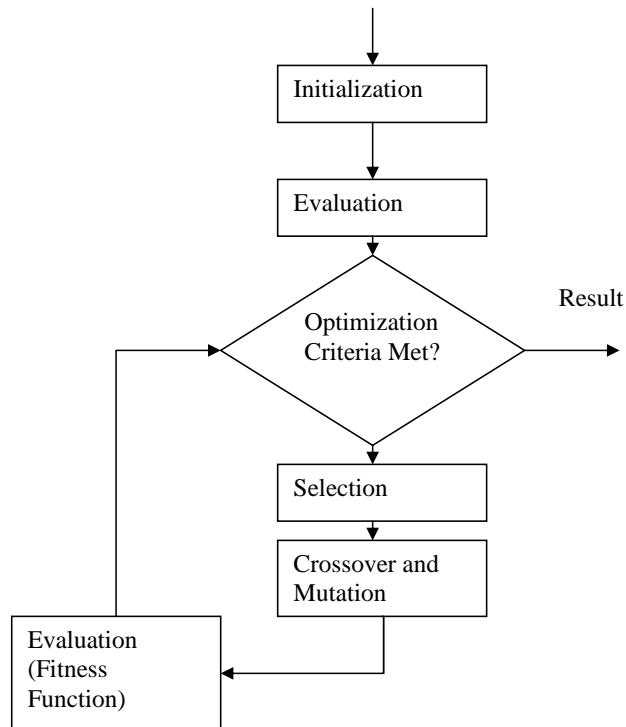 Initialization
Evaluation
Result
Optimization
Criteria Met?
Selection
Crossover and
Mutation
Evaluation
(Fitness
Function)